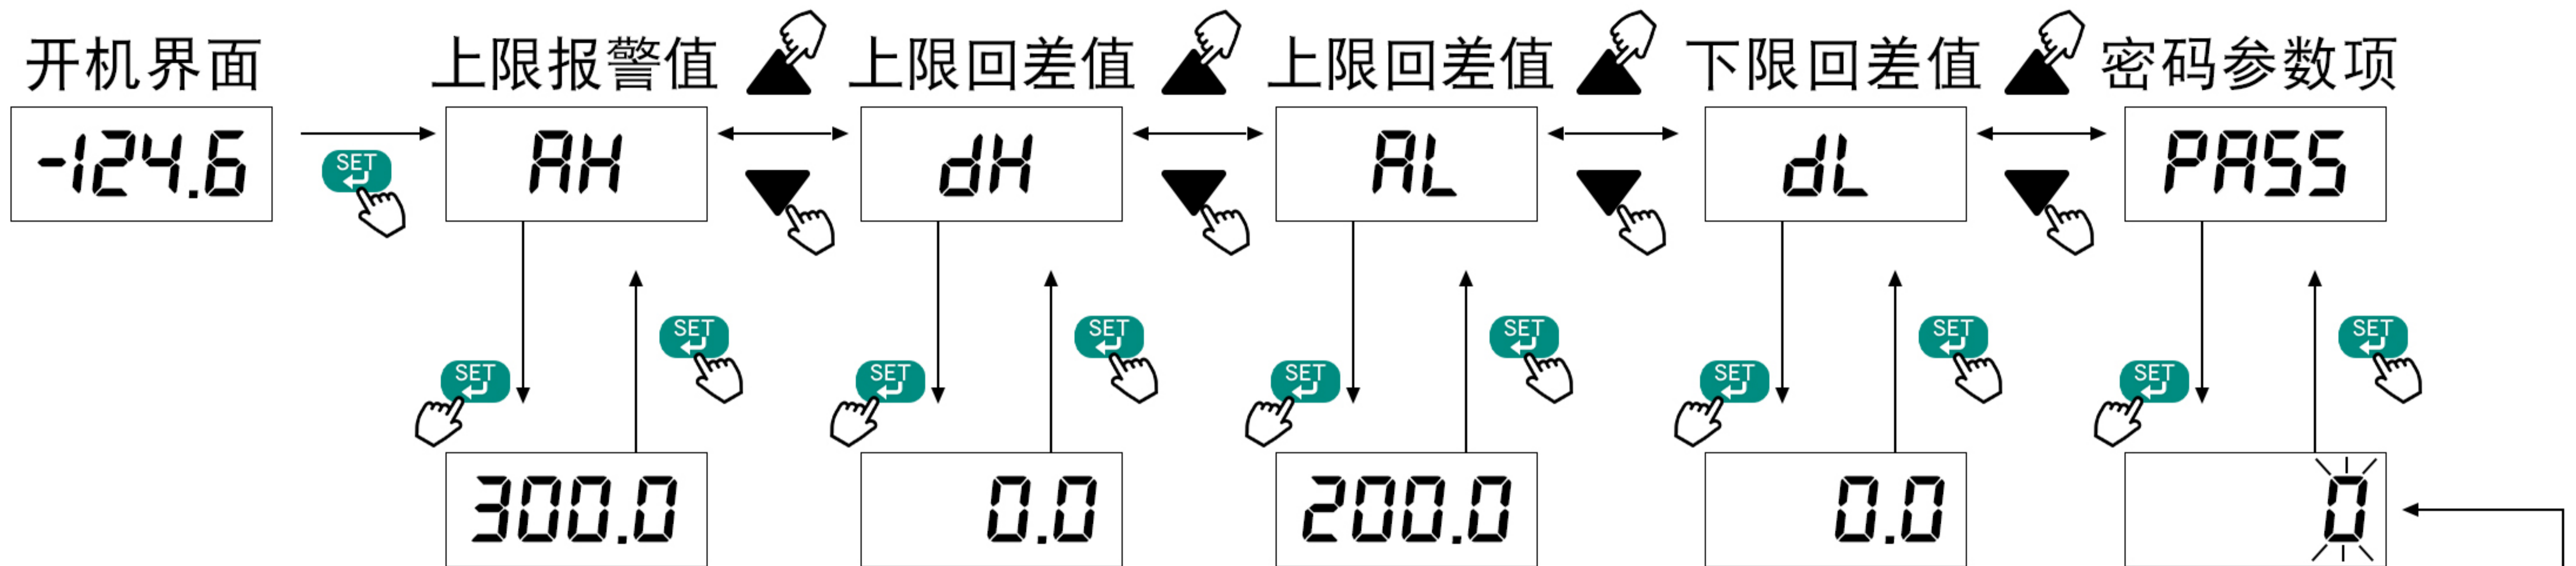 开机界面 上限报警值 上限回差值 上限回差值 下限回差值 密码参数项
-124.6 AH dH AL dL PASS
SET
SET SET SET SET SET
SET SET SET SET SET
300.0 0.0 200.0 0.0 0